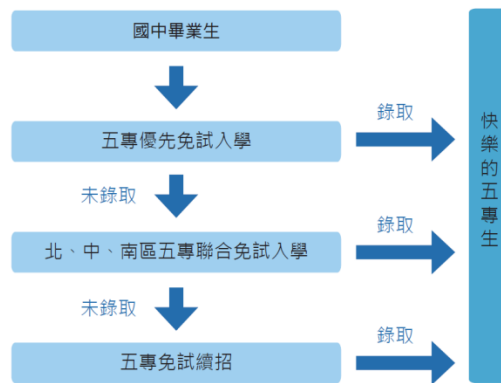 國中畢業生
五專優先免試入學
錄取
未錄取
北、中、南區五專聯合免試入學
錄取
未錄取
五專免試續招
錄取
快樂的五專生